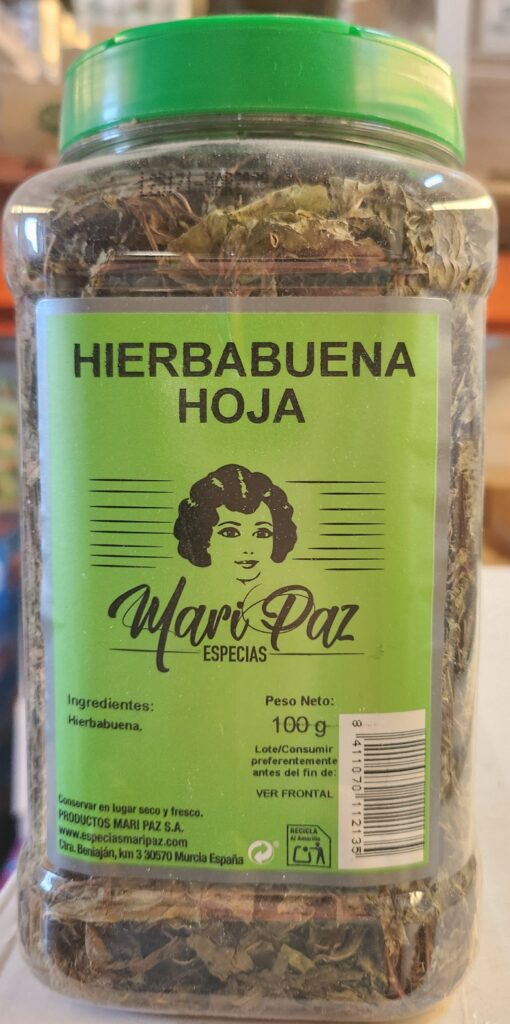 HIERBABUENA
HOJA
Mari Paz
ESPECIAS
Ingredientes:
Hierbabuena.
Peso Neto:
100 g
Lote/Consumir
preferentemente
antes del fin de:
VER FRONTAL
Conservar en lugar seco y fresco.
PRODUCTOS MARI PAZ S.A.
www.especiasmaripaz.com
Ctra. Beniaján, km 3 30570 Murcia España
RECICLA
Al Amarillo
8 411070 112135